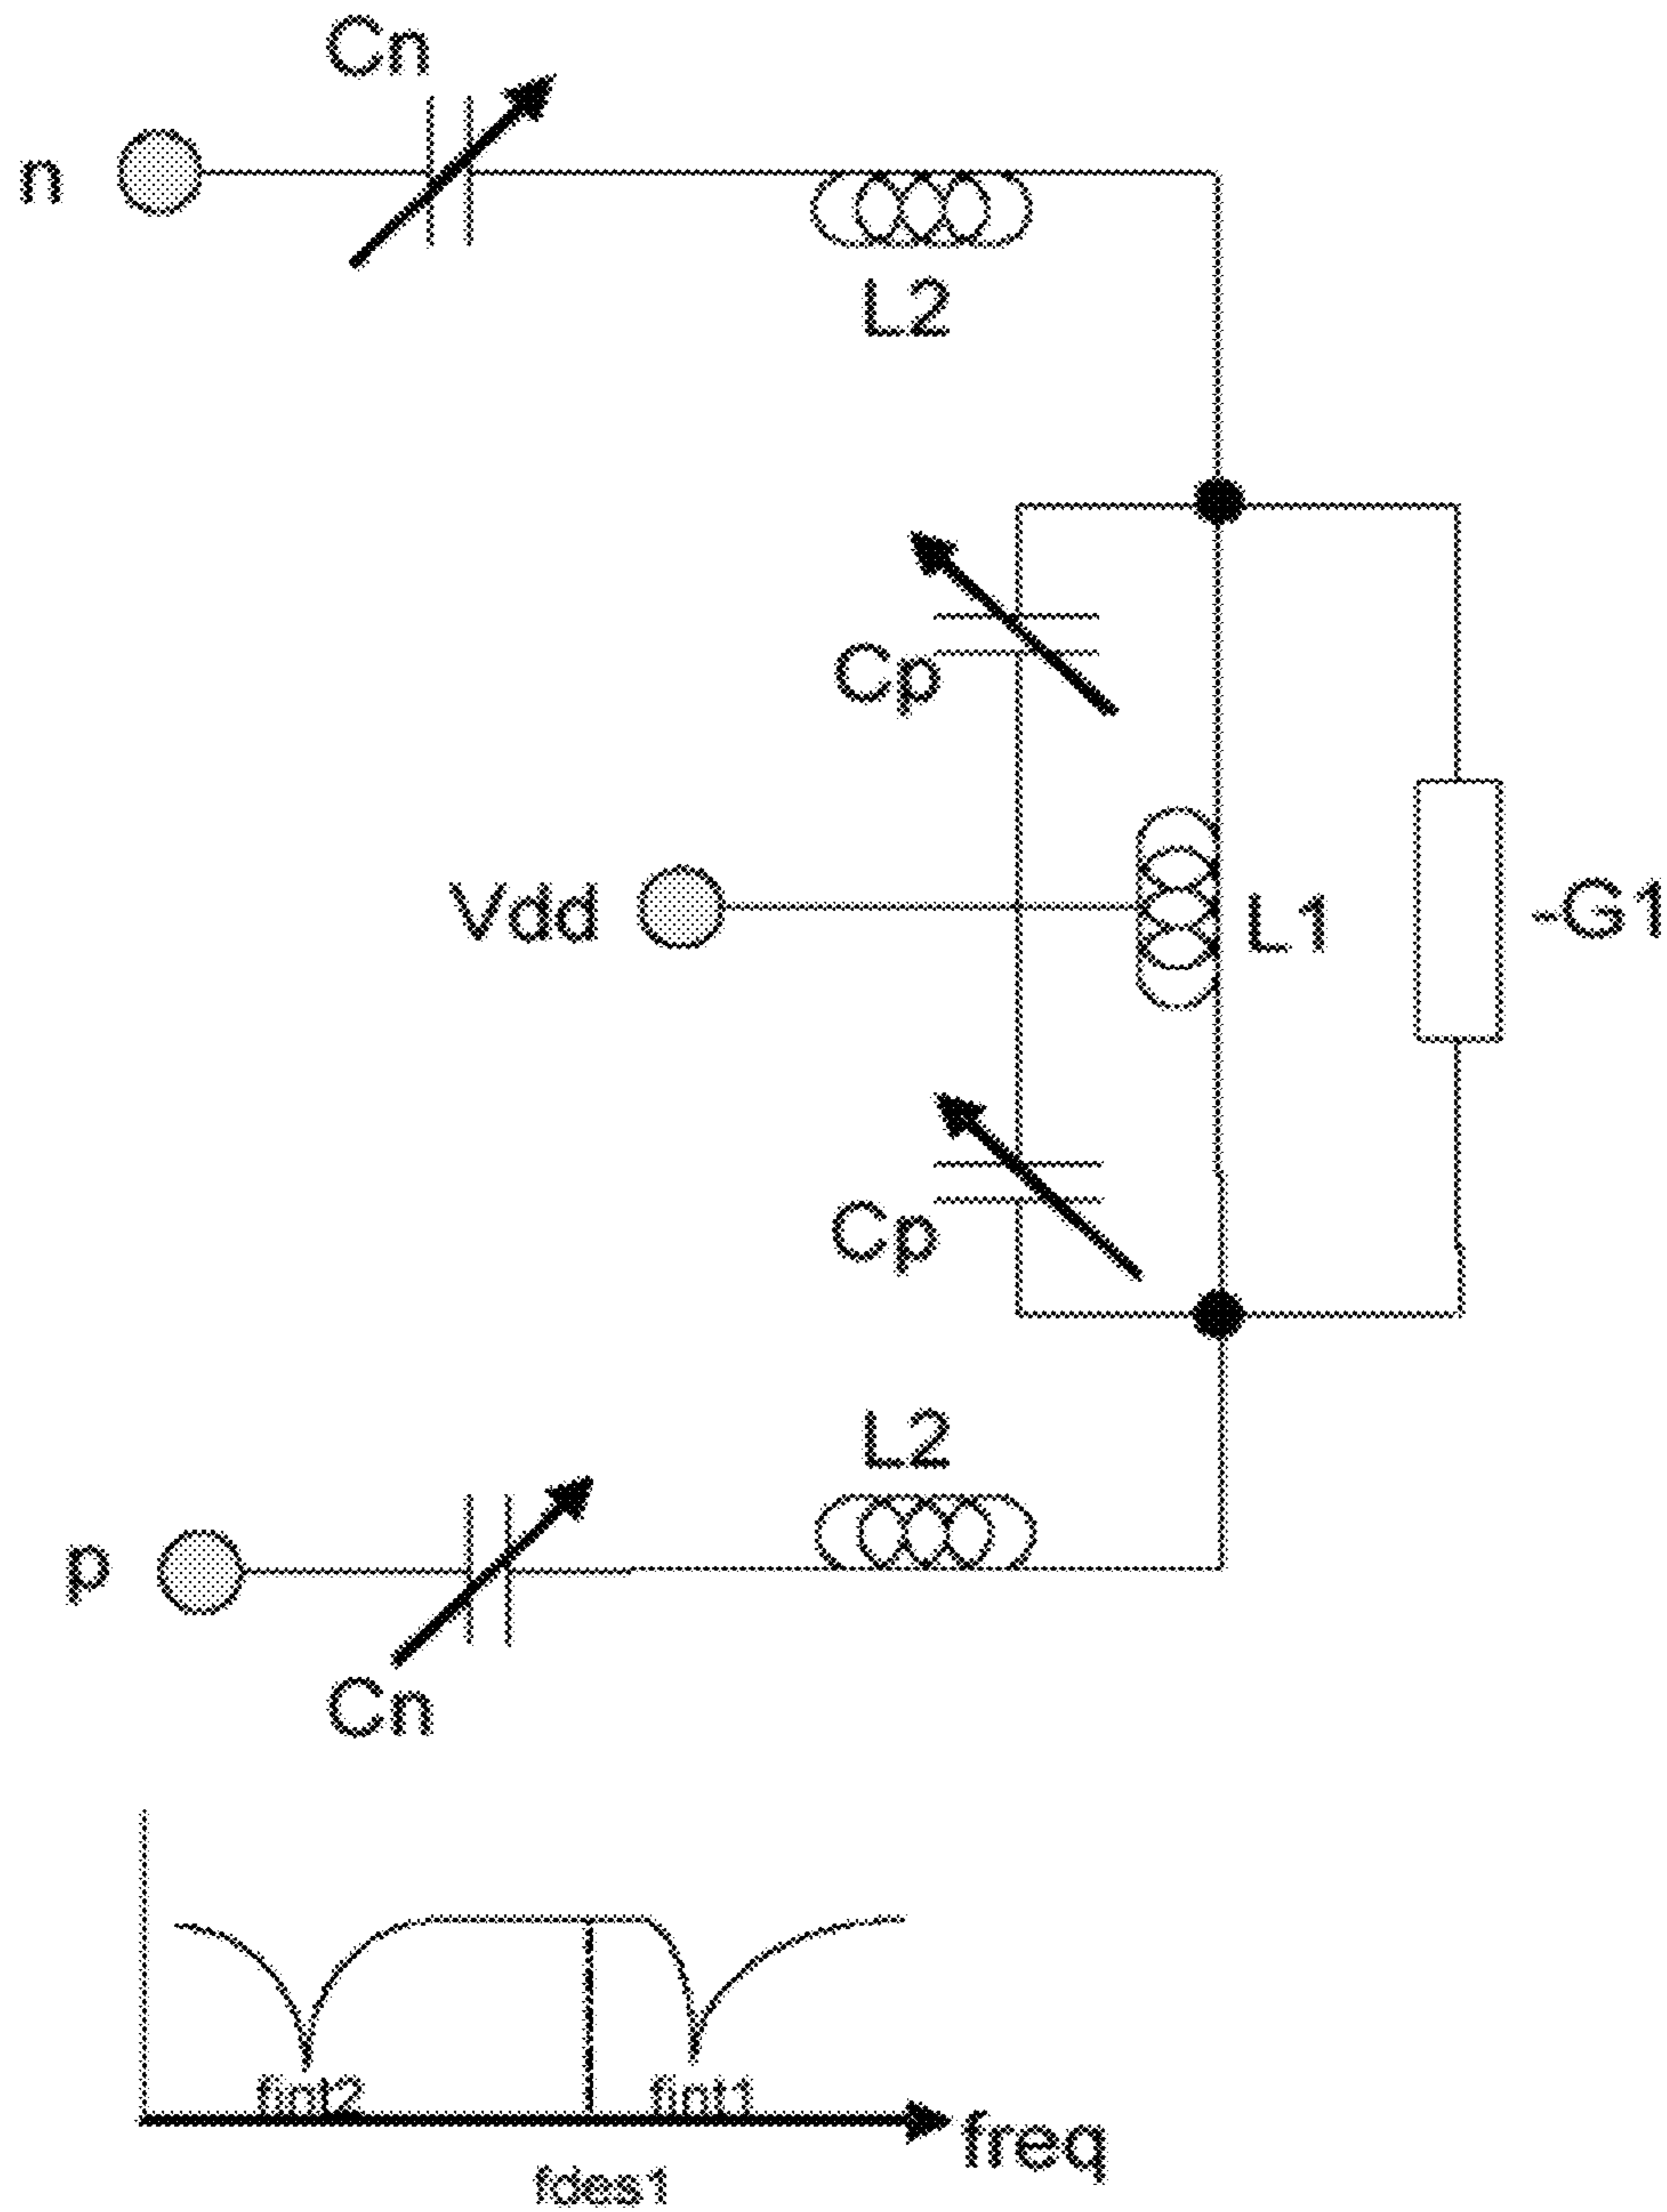 Cn
n
L2
Cp
Vdd
L1
-G1
Cp
L2
p
Cn
fint2
fint1
freq
fdes1